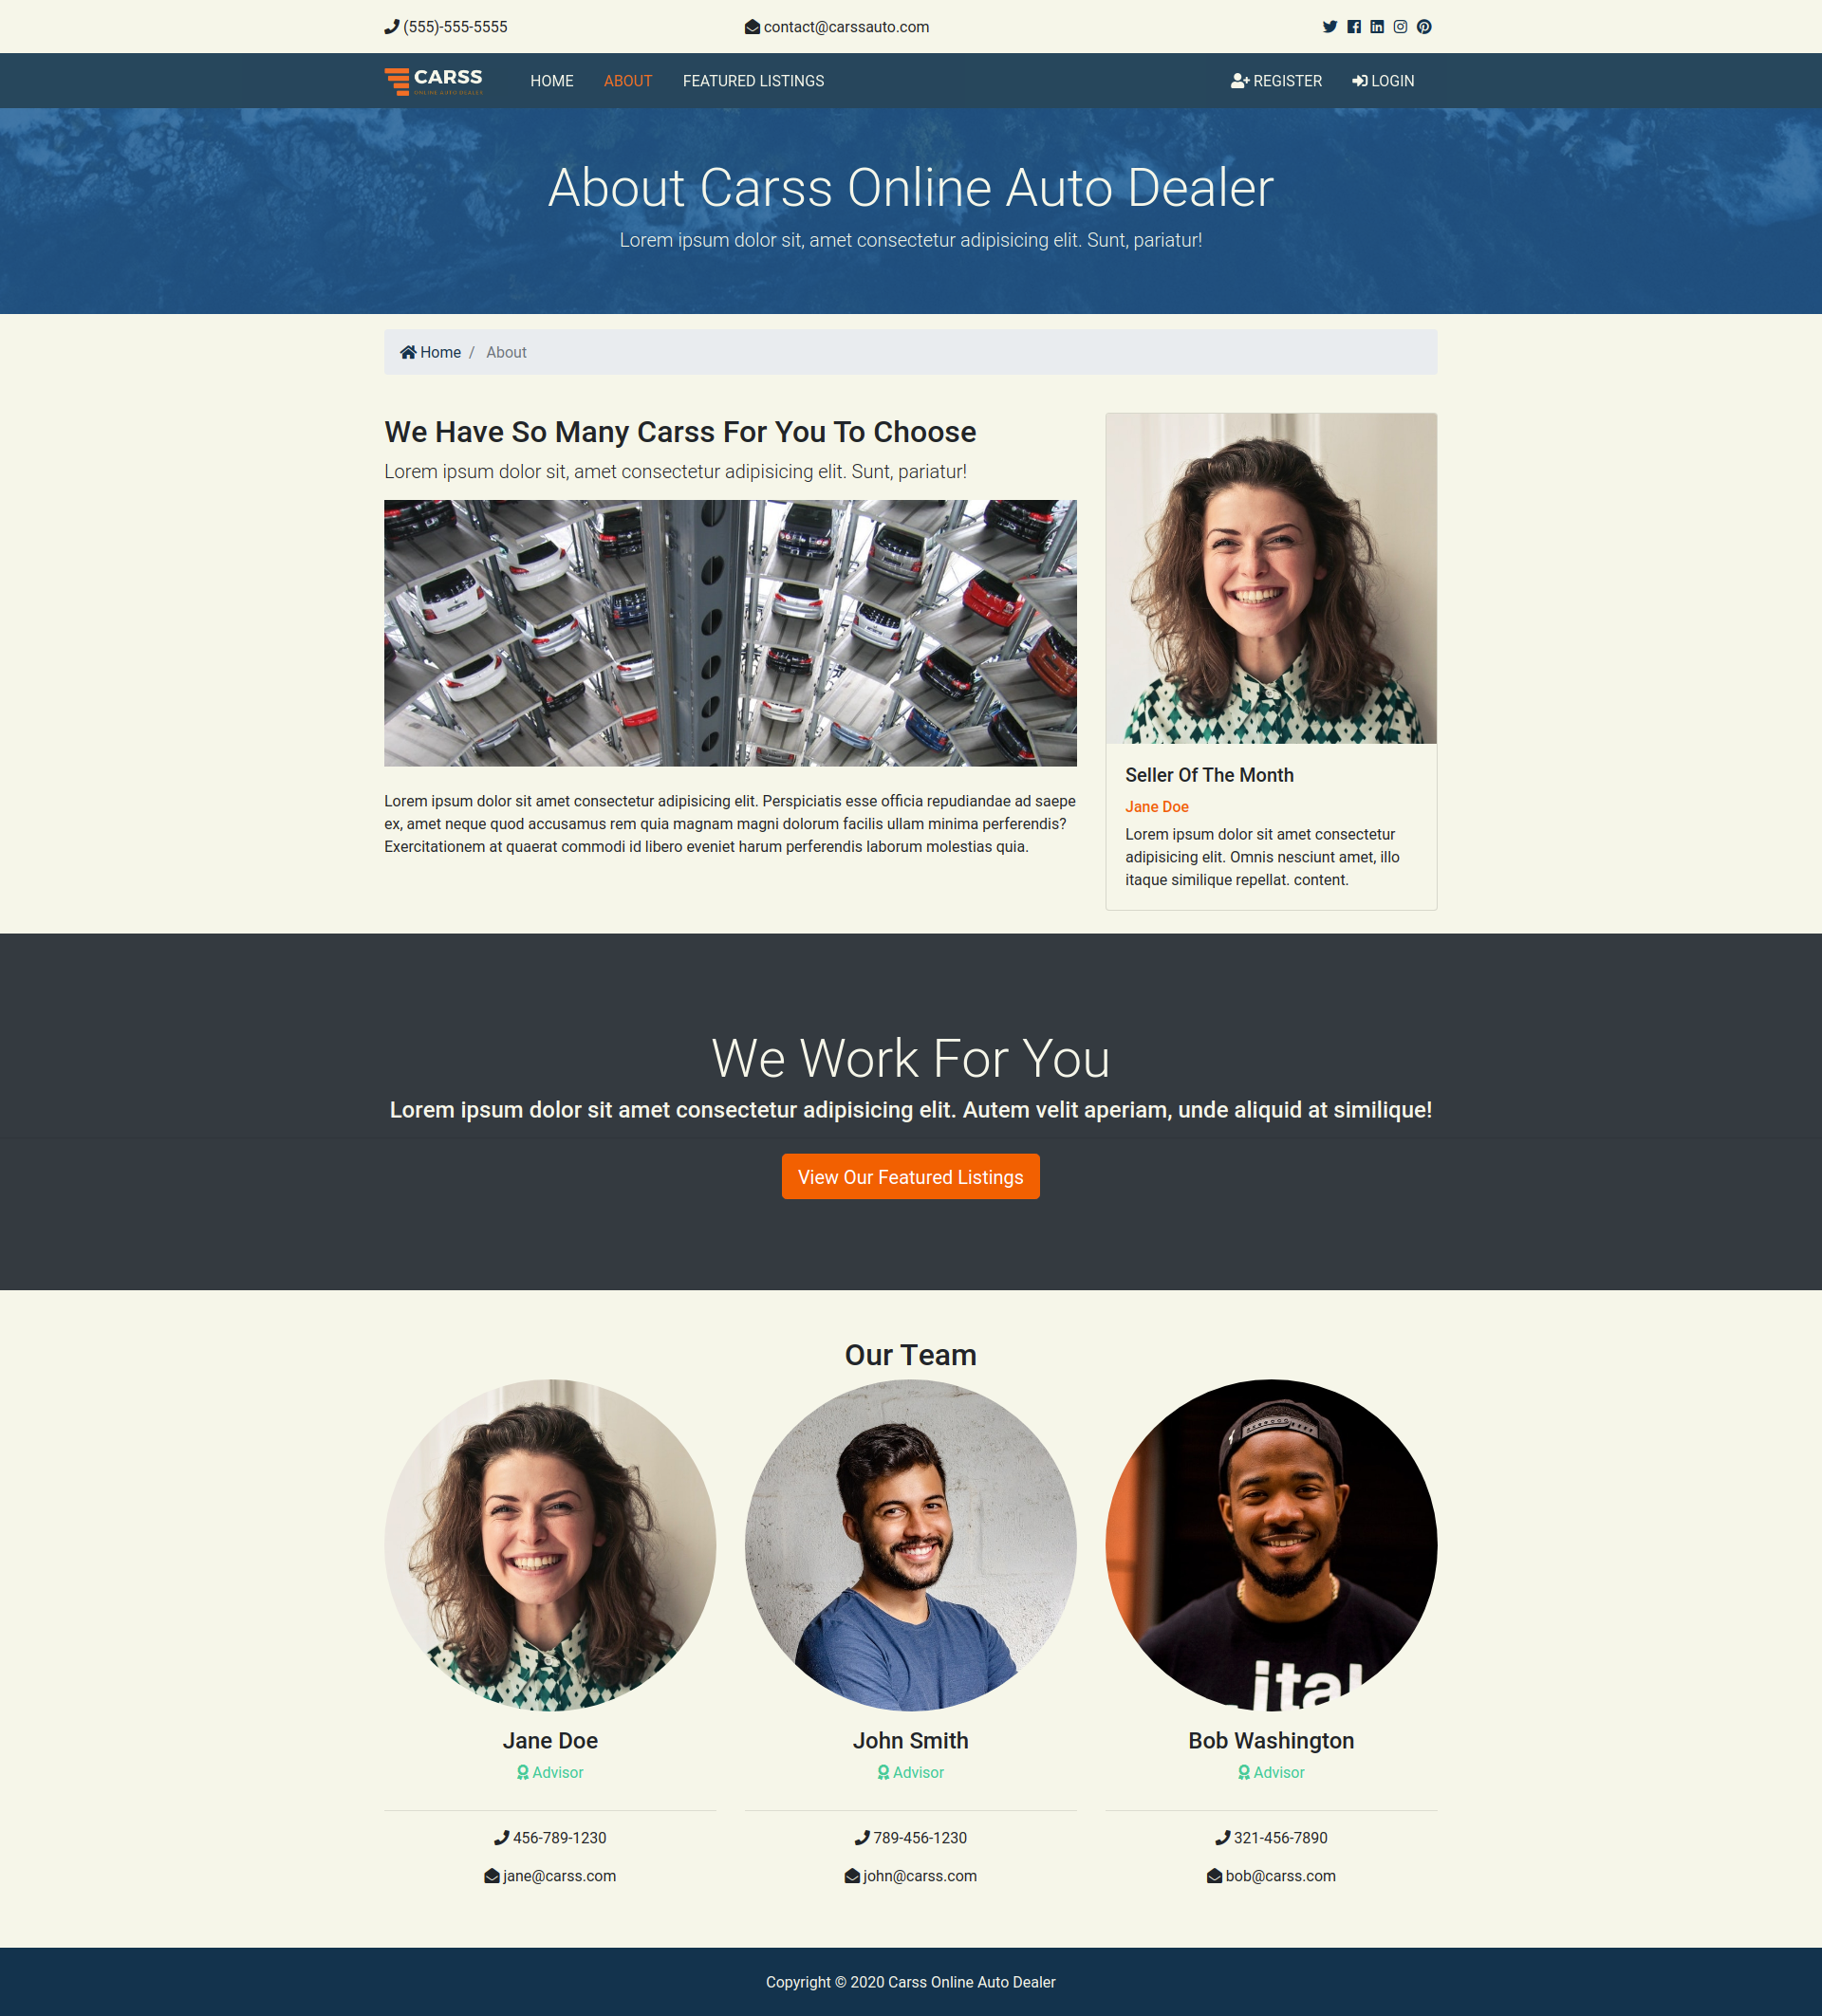 (555)-555-5555
contact@carssauto.com
CARSS
ONLINE AUTO DEALER
HOME
ABOUT
FEATURED LISTINGS
REGISTER
LOGIN
About Carss Online Auto Dealer
Lorem ipsum dolor sit, amet consectetur adipisicing elit. Sunt, pariatur!
Home / About
We Have So Many Carss For You To Choose
Lorem ipsum dolor sit, amet consectetur adipisicing elit. Sunt, pariatur!
Lorem ipsum dolor sit amet consectetur adipisicing elit. Perspiciatis esse officia repudiandae ad saepe
ex, amet neque quod accusamus rem quia magnam magni dolorum facilis ullam minima perferendis?
Exercitationem at quaerat commodi id libero eveniet harum perferendis laborum molestias quia.
Seller Of The Month
Jane Doe
Lorem ipsum dolor sit amet consectetur
adipisicing elit. Omnis nesciunt amet, illo
itaque similique repellat. content.
We Work For You
Lorem ipsum dolor sit amet consectetur adipisicing elit. Autem velit aperiam, unde aliquid at similique!
View Our Featured Listings
Our Team
ital
Jane Doe
Advisor
456-789-1230
jane@carss.com
John Smith
Advisor
789-456-1230
john@carss.com
Bob Washington
Advisor
321-456-7890
bob@carss.com
Copyright © 2020 Carss Online Auto Dealer